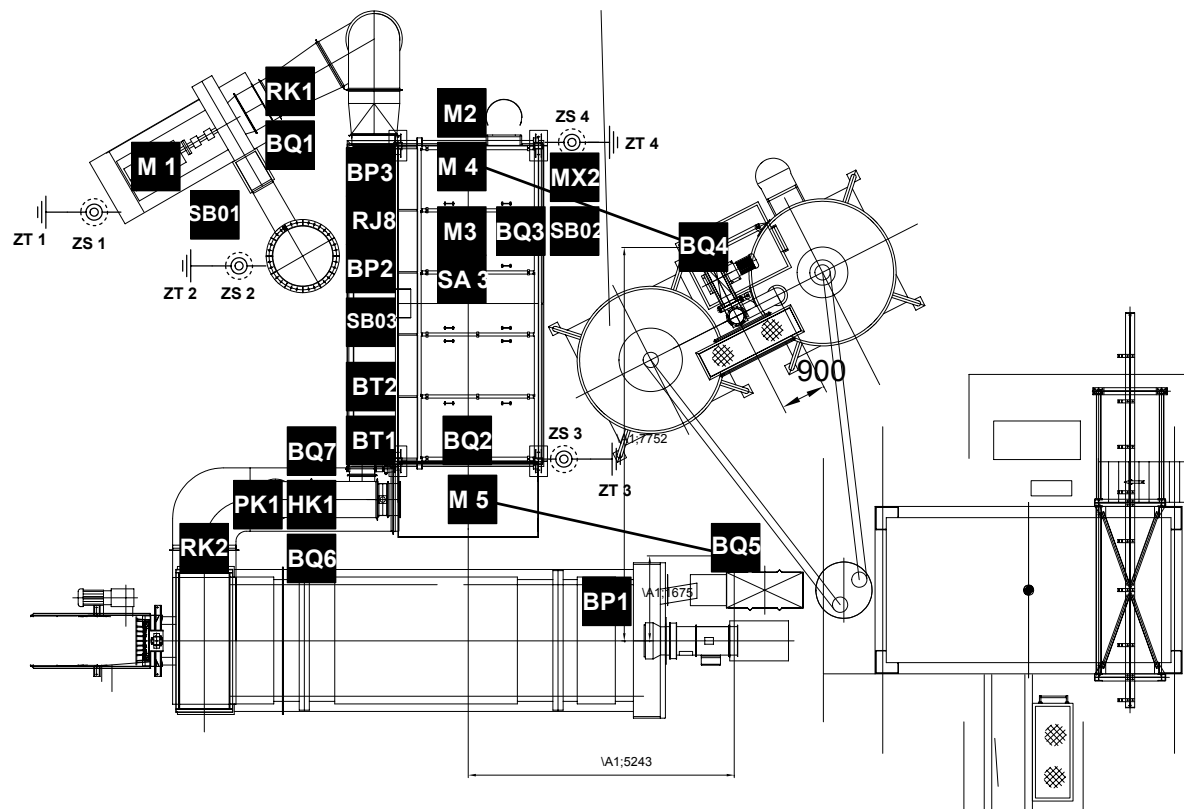 RK1
M2
ZS 4
BQ1
ZT 4
M 1
BP3
M 4
MX2
SB01
RJ8
M3
BQ3
SB02
BQ4
ZT 1
ZS 1
BP2
SA 3
ZT 2
ZS 2
SB03
900
BT2
BT1
BQ2
ZS 3
A1;7752
BQ7
ZT 3
PK1
HK1
M 5
RK2
BQ6
BQ5
BP1
\A1;1675
\A1;5243